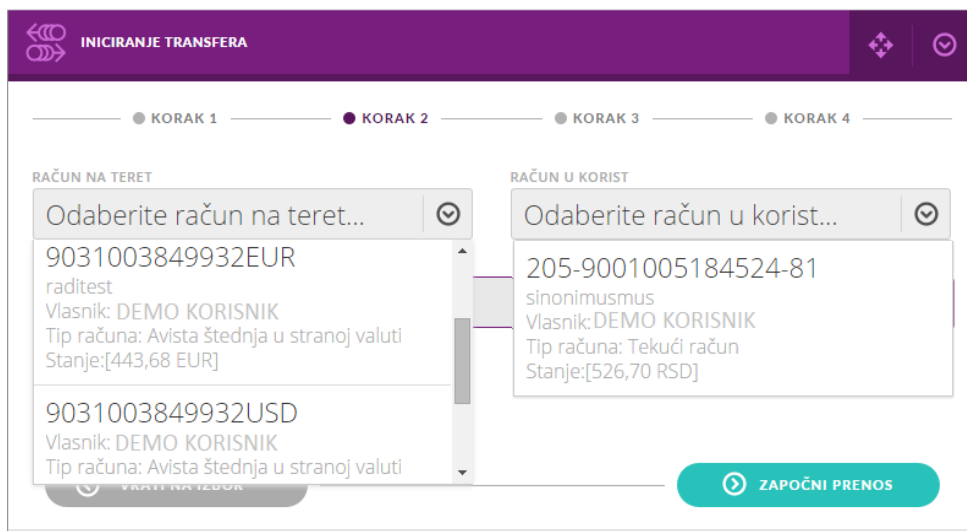 INICIRANJE TRANSFERA
KORAK 1
KORAK 2
KORAK 3
KORAK 4
RAČUN NA TERET
Odaberite račun na teret...
9031003849932EUR
raditest
Vlasnik: DEMO KORISNIK
Tip računa: Avista štednja u stranoj valuti
Stanje:[443,68 EUR]
9031003849932USD
Vlasnik: DEMO KORISNIK
Tip računa: Avista štednja u stranoj valuti
RAČUN U KORIST
Odaberite račun u korist...
205-9001005184524-81
sinonimusmus
Vlasnik: DEMO KORISNIK
Tip računa: Tekući račun
Stanje:[526,70 RSD]
VRATI NA IZBOR
ZAPOČNI PRENOS